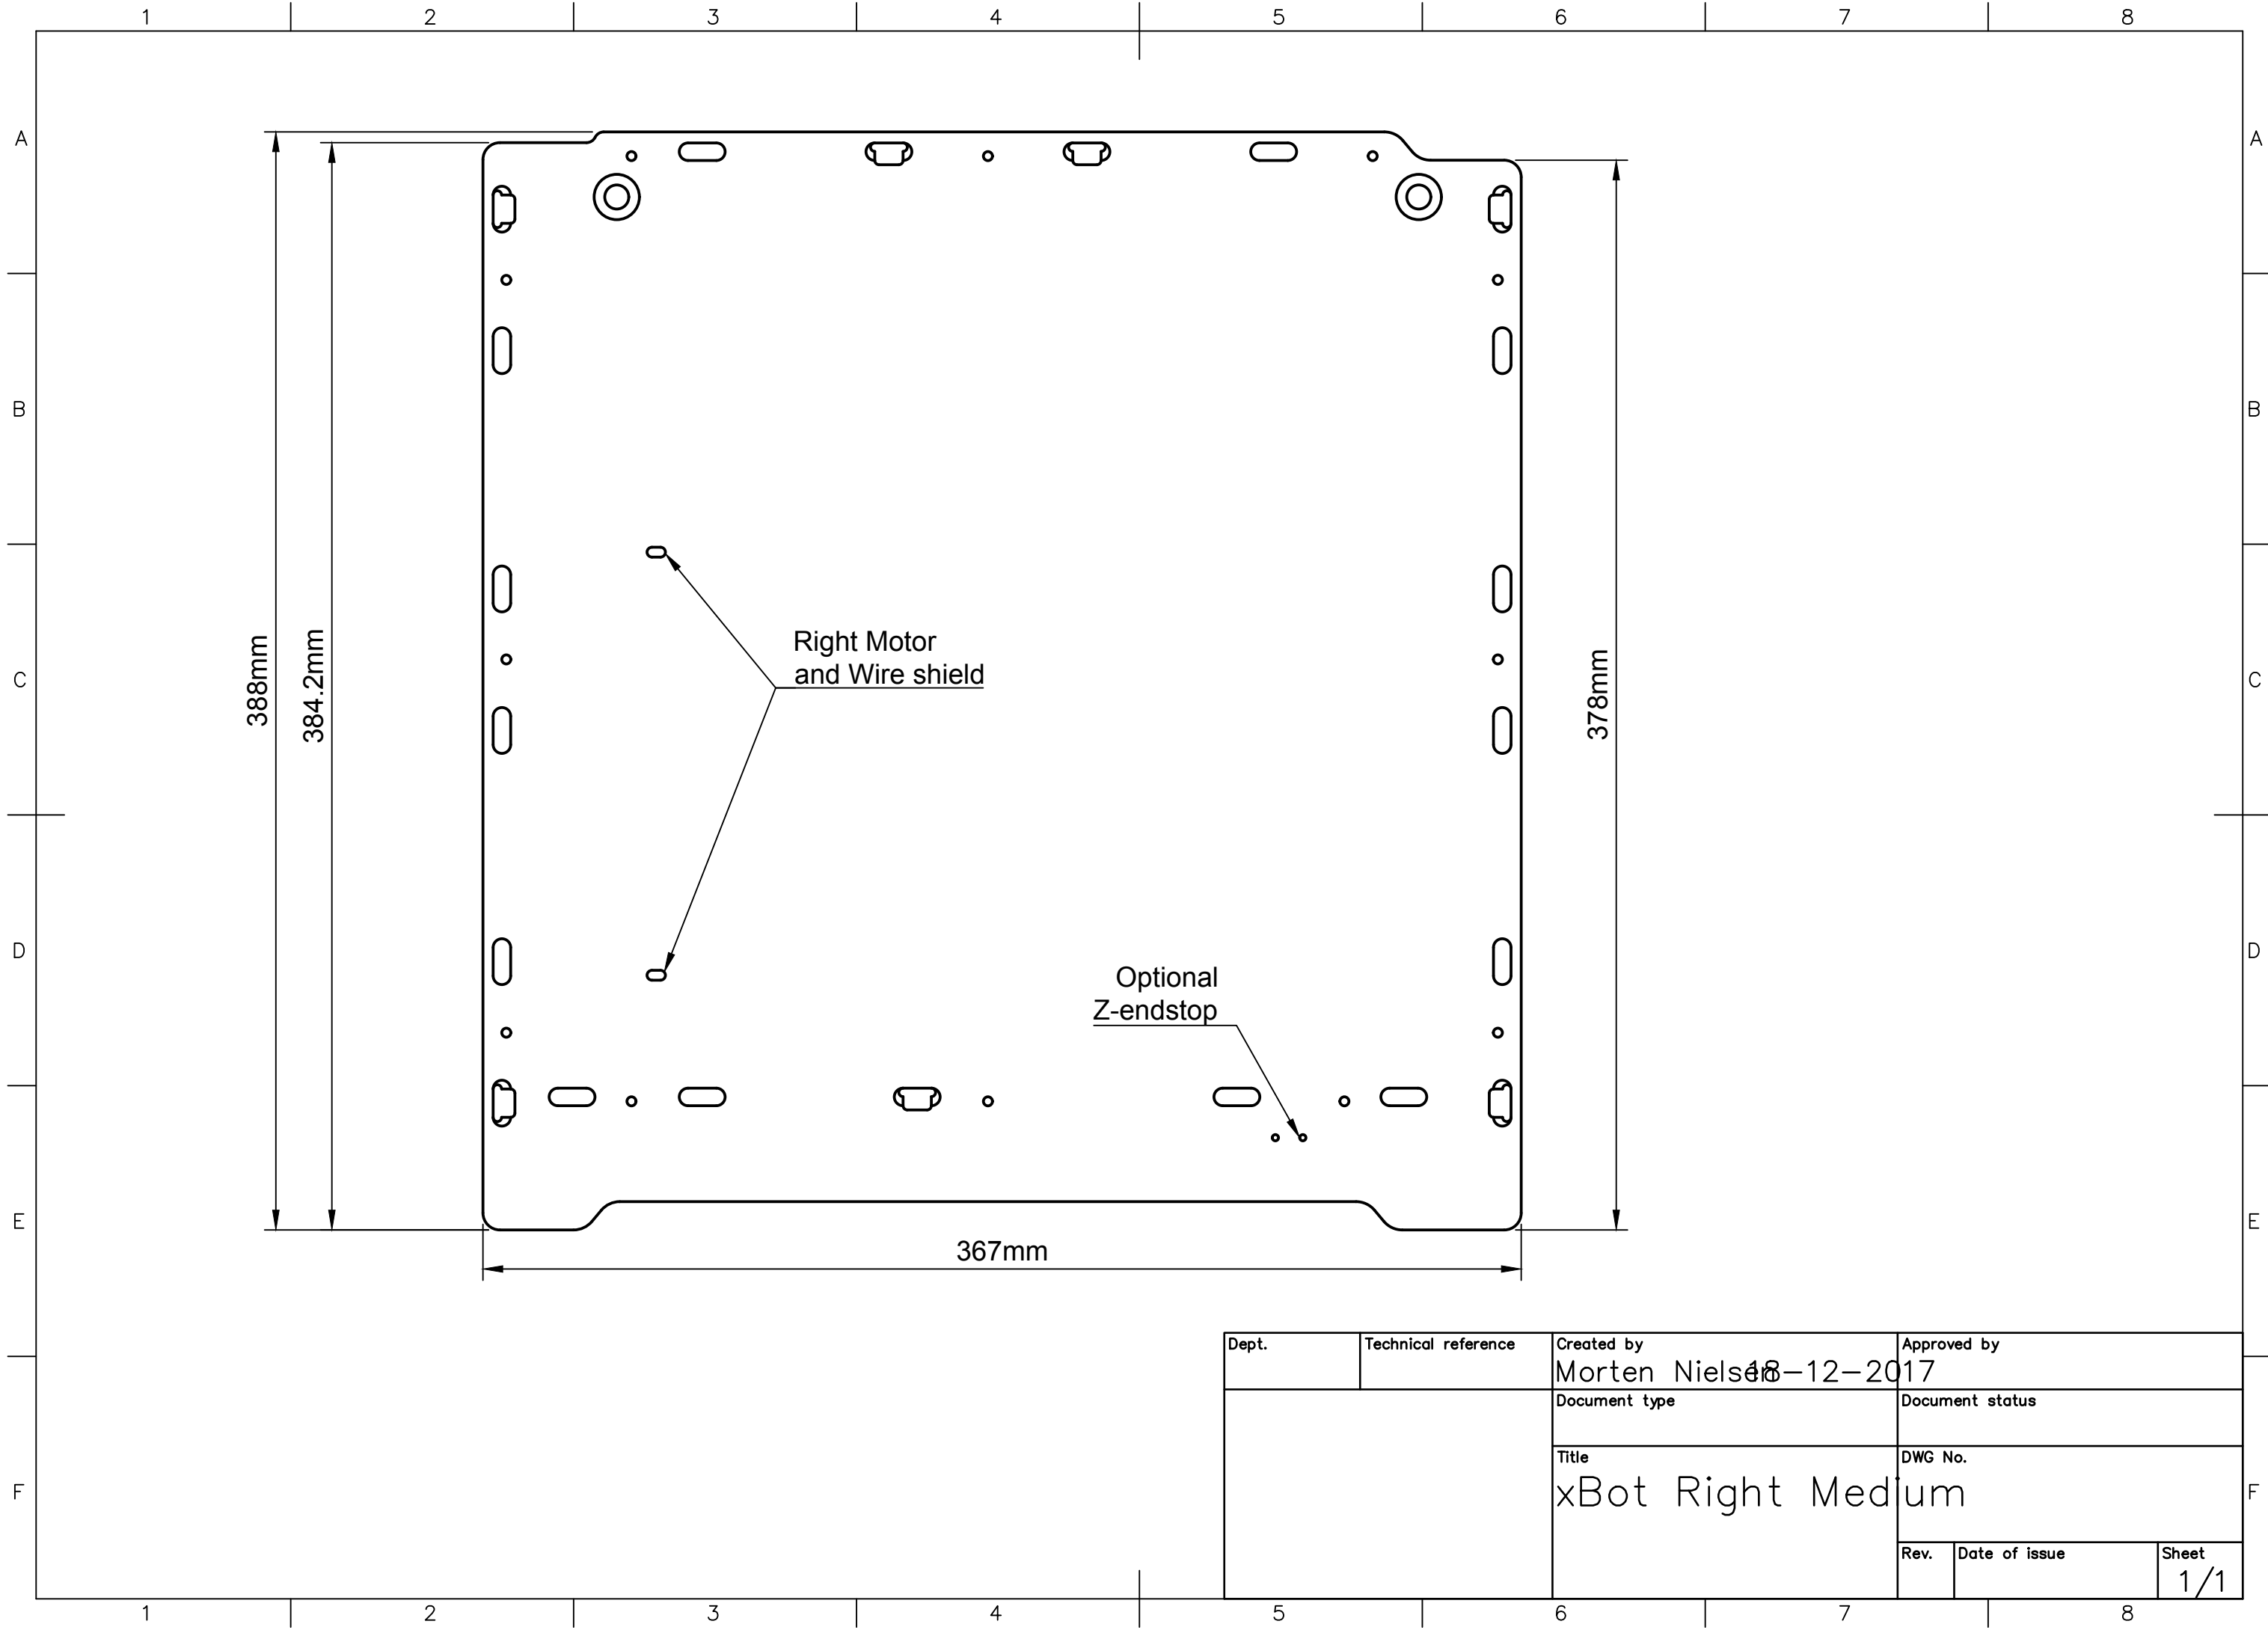 1 2 3 4 5 6 7 8
A A
B B
388mm
384.2mm
Right Motor
and Wire shield
378mm
C C
D D
Optional
Z-endstop
E E
367mm
Dept. Technical reference Created by Approved by
Morten Nielsen 18-12-2017
Document type Document status
Title DWG No.
xBot Right Medium
F F
Rev. Date of issue Sheet
1/1
1 2 3 4 5 6 7 8